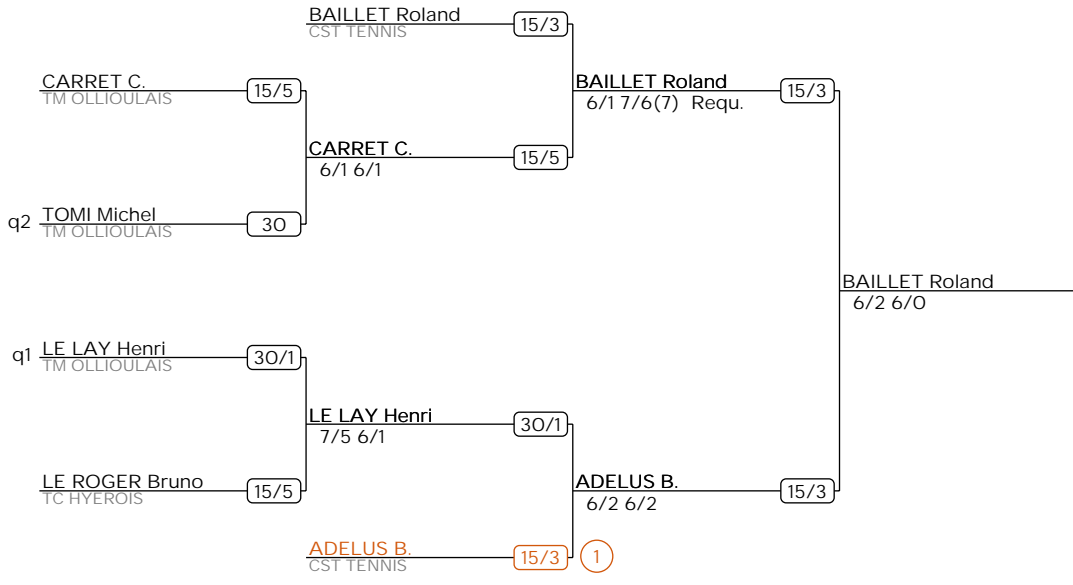 BAILLET Roland 15/3
CST TENNIS
CARRET C. 15/5
TM OLLIOULAIS
BAILLET Roland 15/3
6/1 7/6(7) Requ.
CARRET C. 15/5
6/1 6/1
q2 TOMI Michel 30
TM OLLIOULAIS
BAILLET Roland
6/2 6/0
q1 LE LAY Henri 30/1
TM OLLIOULAIS
LE LAY Henri 30/1
7/5 6/1
LE ROGER Bruno 15/5
TC HYEROIS
ADELUS B. 15/3
6/2 6/2
ADELUS B. 15/3 1
CST TENNIS